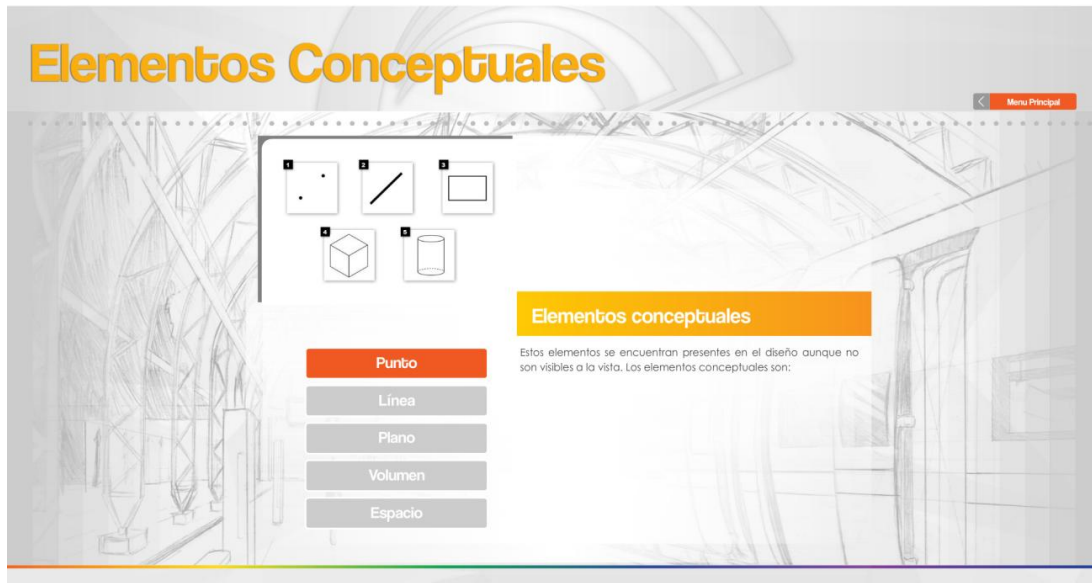 Elementos Conceptuales
Menu Principal
1
2
3
4
5
Elementos conceptuales
Estos elementos se encuentran presentes en el diseño aunque no
son visibles a la vista. Los elementos conceptuales son:
Punto
Línea
Plano
Volumen
Espacio